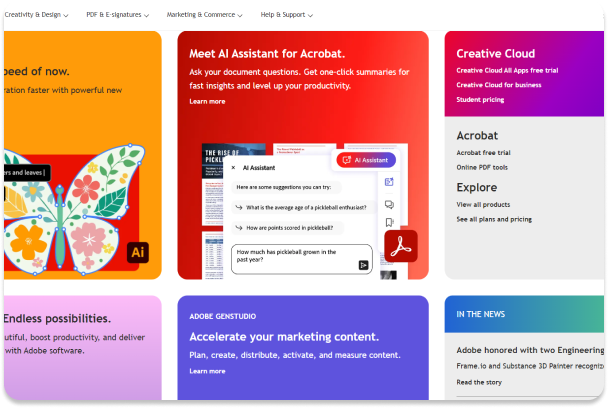 Creativity & Design
PDF & E-signatures
Marketing & Commerce
Help & Support
peed of now.
ration faster with powerful new
ers and leaves |
Ai
Meet AI Assistant for Acrobat.
Ask your document questions. Get one-click summaries for
fast insights and level up your productivity.
Learn more
THE RISE OF
PICKL
AI Assistant
× AI Assistant
Here are some suggestions you can try:
What is the average age of a pickleball enthusiast?
How are points scored in pickleball?
How much has pickleball grown in the
past year?
Creative Cloud
Creative Cloud All Apps free trial
Creative Cloud for business
Student pricing
Acrobat
Acrobat free trial
Online PDF tools
Explore
View all products
See all plans and pricing
Endless possibilities.
utiful, boost productivity, and deliver
with Adobe software.
ADOBE GENSTUDIO
Accelerate your marketing content.
Plan, create, distribute, activate, and measure content.
Learn more
IN THE NEWS
Adobe honored with two Engineering
Frame.io and Substance 3D Painter recogniz
Read the story